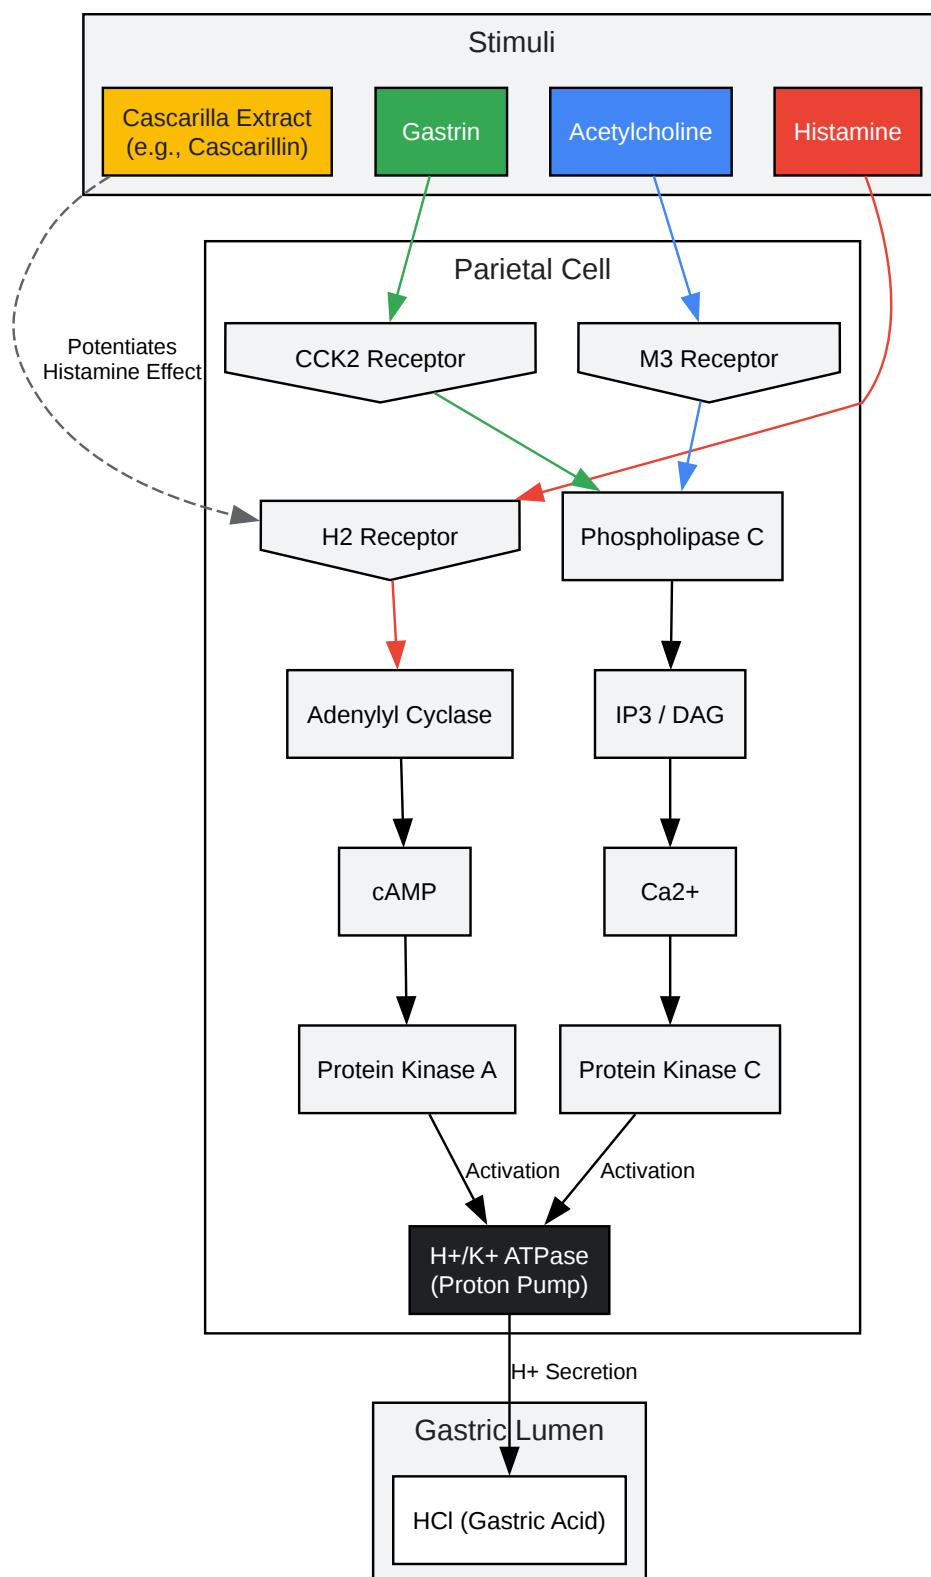 Stimuli
Cascarilla Extract
(e.g., Cascarillin)
Gastrin
Acetylcholine
Histamine
Parietal Cell
Potentiates
Histamine Effect
CCK2 Receptor
M3 Receptor
H2 Receptor
Phospholipase C
Adenylyl Cyclase
IP3 / DAG
cAMP
Ca2+
Protein Kinase A
Protein Kinase C
Activation
Activation
H+/K+ ATPase
(Proton Pump)
H+ Secretion
Gastric Lumen
HCl (Gastric Acid)